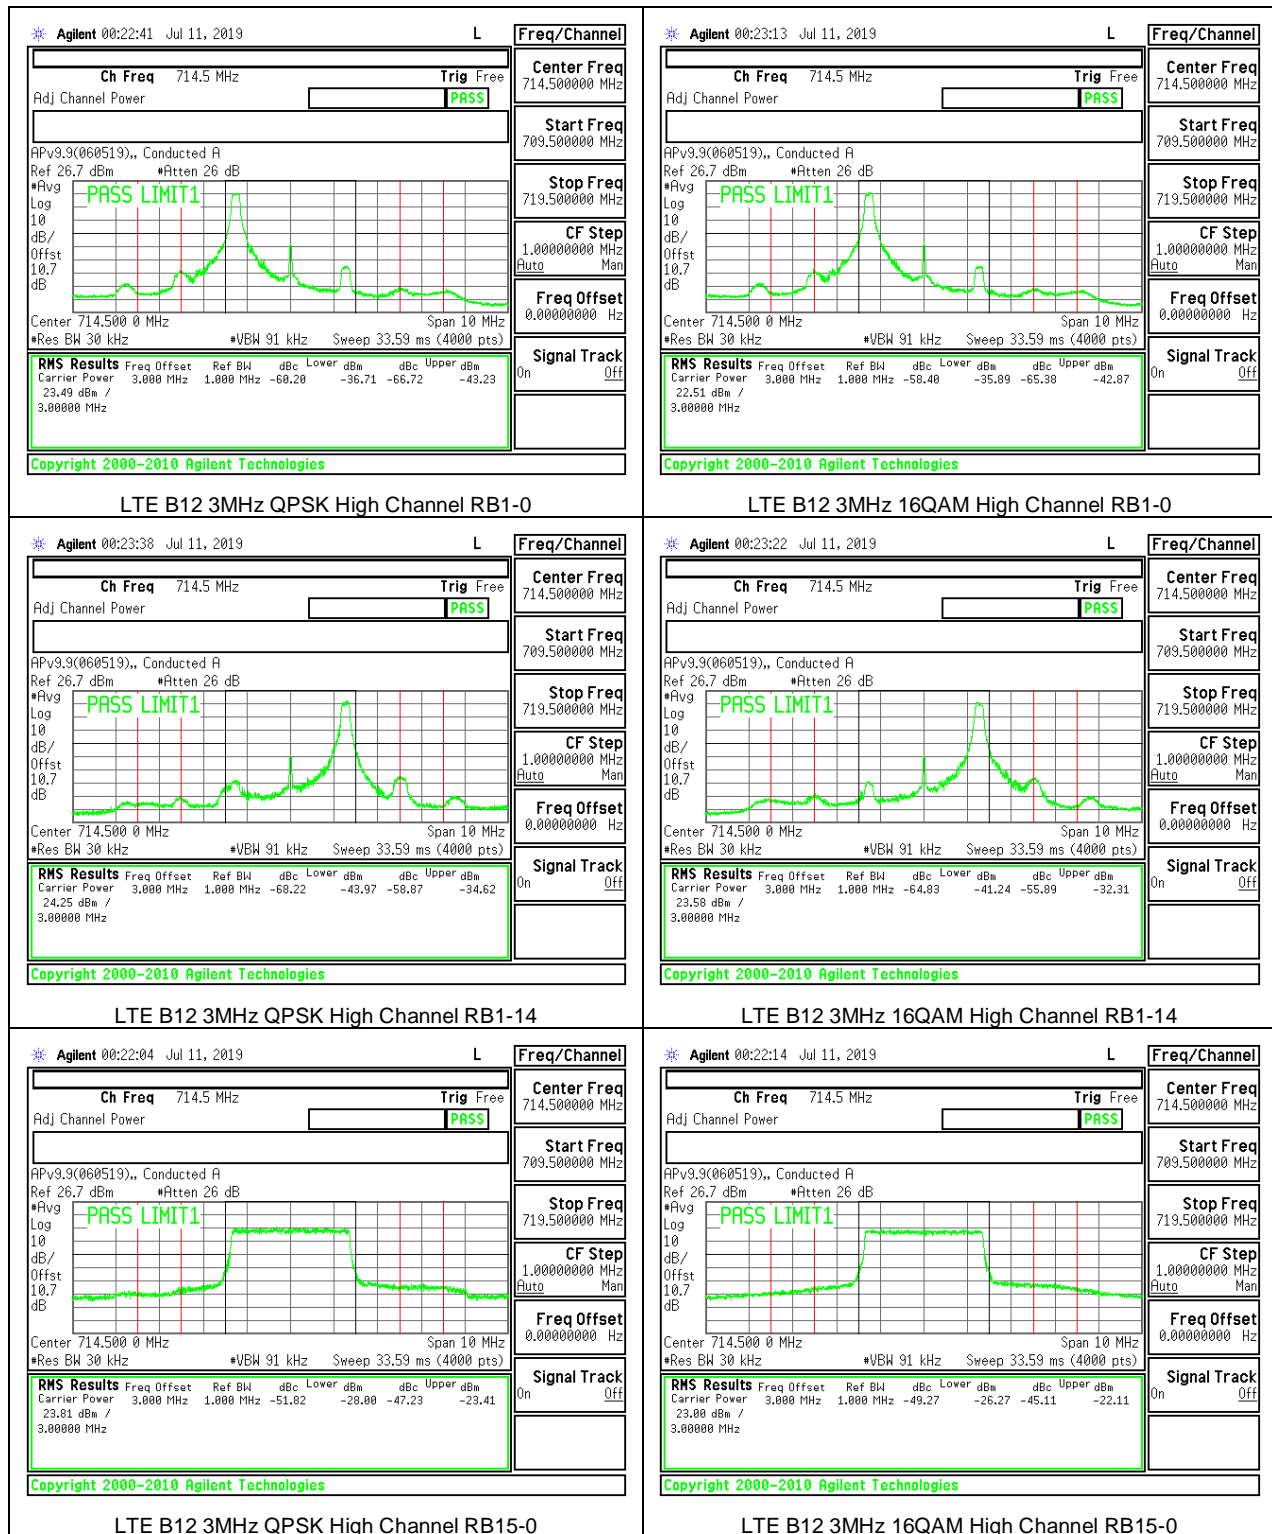 Agilent 00:22:41 Jul 11, 2019 L Freq/Channel
Ch Freq 714.5 MHz Trig Free
Adj Channel Power PASS
APv9.9(060519),, Conducted A
Ref 26.7 dBm #Atten 26 dB
#Avg
Log
10
dB/
Offst
10.7
dB
PASS LIMIT1
Center 714.500 0 MHz Span 10 MHz
#Res BW 30 kHz #VBW 91 kHz Sweep 33.59 ms (4000 pts)
RMS Results Freq Offset Ref BW dBc Lower dBm dBc Upper dBm
Carrier Power 3.000 MHz 1.000 MHz -60.20 -36.71 -66.72 -43.23
23.49 dBm /
3.00000 MHz
Copyright 2000-2010 Agilent Technologies
Center Freq
714.500000 MHz
Start Freq
709.500000 MHz
Stop Freq
719.500000 MHz
CF Step
1.00000000 MHz
Auto Man
Freq Offset
0.00000000 Hz
Signal Track
On Off
LTE B12 3MHz QPSK High Channel RB1-0
Agilent 00:23:13 Jul 11, 2019 L Freq/Channel
Ch Freq 714.5 MHz Trig Free
Adj Channel Power PASS
APv9.9(060519),, Conducted A
Ref 26.7 dBm #Atten 26 dB
#Avg
Log
10
dB/
Offst
10.7
dB
PASS LIMIT1
Center 714.500 0 MHz Span 10 MHz
#Res BW 30 kHz #VBW 91 kHz Sweep 33.59 ms (4000 pts)
RMS Results Freq Offset Ref BW dBc Lower dBm dBc Upper dBm
Carrier Power 3.000 MHz 1.000 MHz -58.40 -35.89 -65.38 -42.87
22.51 dBm /
3.00000 MHz
Copyright 2000-2010 Agilent Technologies
Center Freq
714.500000 MHz
Start Freq
709.500000 MHz
Stop Freq
719.500000 MHz
CF Step
1.00000000 MHz
Auto Man
Freq Offset
0.00000000 Hz
Signal Track
On Off
LTE B12 3MHz 16QAM High Channel RB1-0
Agilent 00:23:38 Jul 11, 2019 L Freq/Channel
Ch Freq 714.5 MHz Trig Free
Adj Channel Power PASS
APv9.9(060519),, Conducted A
Ref 26.7 dBm #Atten 26 dB
#Avg
Log
10
dB/
Offst
10.7
dB
PASS LIMIT1
Center 714.500 0 MHz Span 10 MHz
#Res BW 30 kHz #VBW 91 kHz Sweep 33.59 ms (4000 pts)
RMS Results Freq Offset Ref BW dBc Lower dBm dBc Upper dBm
Carrier Power 3.000 MHz 1.000 MHz -68.22 -43.97 -58.87 -34.62
24.25 dBm /
3.00000 MHz
Copyright 2000-2010 Agilent Technologies
Center Freq
714.500000 MHz
Start Freq
709.500000 MHz
Stop Freq
719.500000 MHz
CF Step
1.00000000 MHz
Auto Man
Freq Offset
0.00000000 Hz
Signal Track
On Off
LTE B12 3MHz QPSK High Channel RB1-14
Agilent 00:23:22 Jul 11, 2019 L Freq/Channel
Ch Freq 714.5 MHz Trig Free
Adj Channel Power PASS
APv9.9(060519),, Conducted A
Ref 26.7 dBm #Atten 26 dB
#Avg
Log
10
dB/
Offst
10.7
dB
PASS LIMIT1
Center 714.500 0 MHz Span 10 MHz
#Res BW 30 kHz #VBW 91 kHz Sweep 33.59 ms (4000 pts)
RMS Results Freq Offset Ref BW dBc Lower dBm dBc Upper dBm
Carrier Power 3.000 MHz 1.000 MHz -64.83 -41.24 -55.89 -32.31
23.58 dBm /
3.00000 MHz
Copyright 2000-2010 Agilent Technologies
Center Freq
714.500000 MHz
Start Freq
709.500000 MHz
Stop Freq
719.500000 MHz
CF Step
1.00000000 MHz
Auto Man
Freq Offset
0.00000000 Hz
Signal Track
On Off
LTE B12 3MHz 16QAM High Channel RB1-14
Agilent 00:22:04 Jul 11, 2019 L Freq/Channel
Ch Freq 714.5 MHz Trig Free
Adj Channel Power PASS
APv9.9(060519),, Conducted A
Ref 26.7 dBm #Atten 26 dB
#Avg
Log
10
dB/
Offst
10.7
dB
PASS LIMIT1
Center 714.500 0 MHz Span 10 MHz
#Res BW 30 kHz #VBW 91 kHz Sweep 33.59 ms (4000 pts)
RMS Results Freq Offset Ref BW dBc Lower dBm dBc Upper dBm
Carrier Power 3.000 MHz 1.000 MHz -51.82 -28.00 -47.23 -23.41
23.81 dBm /
3.00000 MHz
Copyright 2000-2010 Agilent Technologies
Center Freq
714.500000 MHz
Start Freq
709.500000 MHz
Stop Freq
719.500000 MHz
CF Step
1.00000000 MHz
Auto Man
Freq Offset
0.00000000 Hz
Signal Track
On Off
LTE B12 3MHz QPSK High Channel RB15-0
Agilent 00:22:14 Jul 11, 2019 L Freq/Channel
Ch Freq 714.5 MHz Trig Free
Adj Channel Power PASS
APv9.9(060519),, Conducted A
Ref 26.7 dBm #Atten 26 dB
#Avg
Log
10
dB/
Offst
10.7
dB
PASS LIMIT1
Center 714.500 0 MHz Span 10 MHz
#Res BW 30 kHz #VBW 91 kHz Sweep 33.59 ms (4000 pts)
RMS Results Freq Offset Ref BW dBc Lower dBm dBc Upper dBm
Carrier Power 3.000 MHz 1.000 MHz -49.27 -26.27 -45.11 -22.11
23.00 dBm /
3.00000 MHz
Copyright 2000-2010 Agilent Technologies
Center Freq
714.500000 MHz
Start Freq
709.500000 MHz
Stop Freq
719.500000 MHz
CF Step
1.00000000 MHz
Auto Man
Freq Offset
0.00000000 Hz
Signal Track
On Off
LTE B12 3MHz 16QAM High Channel RB15-0